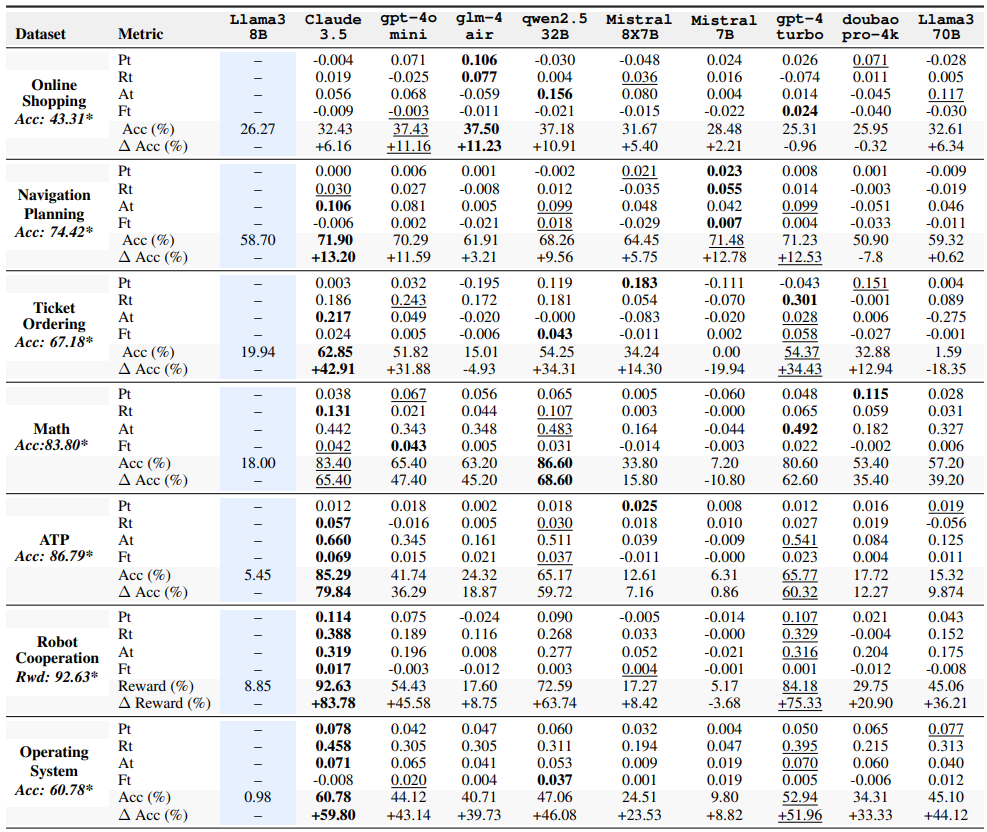 Dataset Metric Llama3 8B Claude 3.5 gpt-4o mini glm-4 air qwen2.5 32B Mistral 8X7B Mistral 7B gpt-4 turbo doubao pro-4k Llama3 70B
Online Shopping Acc: 43.31*
Pt – -0.004 0.071 0.106 -0.030 -0.048 0.024 0.026 0.071 -0.028
Rt – 0.019 -0.025 0.077 0.004 0.036 0.016 -0.074 0.011 0.005
At – 0.056 0.068 -0.059 0.156 0.080 0.004 0.014 -0.045 0.117
Ft – -0.009 -0.003 -0.011 -0.021 -0.015 -0.022 0.024 -0.040 -0.030
Acc (%) 26.27 32.43 37.43 37.50 37.18 31.67 28.48 25.31 25.95 32.61
Δ Acc (%) – +6.16 +11.16 +11.23 +10.91 +5.40 +2.21 -0.96 -0.32 +6.34
Navigation Planning Acc: 74.42*
Pt – 0.000 0.006 0.001 -0.002 0.021 0.023 0.008 0.001 -0.009
Rt – 0.030 0.027 -0.008 0.012 -0.035 0.055 0.014 -0.003 -0.019
At – 0.106 0.081 0.005 0.099 0.048 0.042 0.099 -0.051 0.046
Ft – -0.006 0.002 -0.021 0.018 -0.029 0.007 0.004 -0.033 -0.011
Acc (%) 58.70 71.90 70.29 61.91 68.26 64.45 71.48 71.23 50.90 59.32
Δ Acc (%) – +13.20 +11.59 +3.21 +9.56 +5.75 +12.78 +12.53 -7.8 +0.62
Ticket Ordering Acc: 67.18*
Pt – 0.003 0.032 -0.195 0.119 0.183 -0.111 -0.043 0.151 0.004
Rt – 0.186 0.243 0.172 0.181 0.054 -0.070 0.301 -0.001 0.089
At – 0.217 0.049 -0.020 -0.000 -0.083 -0.020 0.028 0.006 -0.275
Ft – 0.024 0.005 -0.006 0.043 -0.011 0.002 0.058 -0.027 -0.001
Acc (%) 19.94 62.85 51.82 15.01 54.25 34.24 0.00 54.37 32.88 1.59
Δ Acc (%) – +42.91 +31.88 -4.93 +34.31 +14.30 -19.94 +34.43 +12.94 -18.35
Math Acc:83.80*
Pt – 0.038 0.067 0.056 0.065 0.005 -0.060 0.048 0.115 0.028
Rt – 0.131 0.021 0.044 0.107 0.003 -0.000 0.065 0.059 0.031
At – 0.442 0.343 0.348 0.483 0.164 -0.044 0.492 0.182 0.327
Ft – 0.042 0.043 0.005 0.031 -0.014 -0.003 0.022 -0.002 0.006
Acc (%) 18.00 83.40 65.40 63.20 86.60 33.80 7.20 80.60 53.40 57.20
Δ Acc (%) – 65.40 47.40 45.20 68.60 15.80 -10.80 62.60 35.40 39.20
ATP Acc: 86.79*
Pt – 0.012 0.018 0.002 0.018 0.025 0.008 0.012 0.016 0.019
Rt – 0.057 -0.016 0.005 0.030 0.018 0.010 0.027 0.019 -0.056
At – 0.660 0.345 0.161 0.511 0.039 -0.009 0.541 0.084 0.125
Ft – 0.069 0.015 0.021 0.037 -0.011 -0.000 0.023 0.004 0.011
Acc (%) 5.45 85.29 41.74 24.32 65.17 12.61 6.31 65.77 17.72 15.32
Δ Acc (%) – 79.84 36.29 18.87 59.72 7.16 0.86 60.32 12.27 9.874
Robot Cooperation Rwd: 92.63*
Pt – 0.114 0.075 -0.024 0.090 -0.005 -0.014 0.107 0.021 0.043
Rt – 0.388 0.189 0.116 0.268 0.033 -0.000 0.329 -0.004 0.152
At – 0.319 0.196 0.008 0.277 0.052 -0.021 0.316 0.204 0.175
Ft – 0.017 -0.003 -0.012 0.003 0.004 -0.001 0.001 -0.012 -0.008
Reward (%) 8.85 92.63 54.43 17.60 72.59 17.27 5.17 84.18 29.75 45.06
Δ Reward (%) – +83.78 +45.58 +8.75 +63.74 +8.42 -3.68 +75.33 +20.90 +36.21
Operating System Acc: 60.78*
Pt – 0.078 0.042 0.047 0.060 0.032 0.004 0.050 0.065 0.077
Rt – 0.458 0.305 0.305 0.311 0.194 0.047 0.395 0.215 0.313
At – 0.071 0.065 0.041 0.053 0.009 0.019 0.070 0.060 0.040
Ft – -0.008 0.020 0.004 0.037 0.001 0.019 0.005 -0.006 0.012
Acc (%) 0.98 60.78 44.12 40.71 47.06 24.51 9.80 52.94 34.31 45.10
Δ Acc (%) – +59.80 +43.14 +39.73 +46.08 +23.53 +8.82 +51.96 +33.33 +44.12